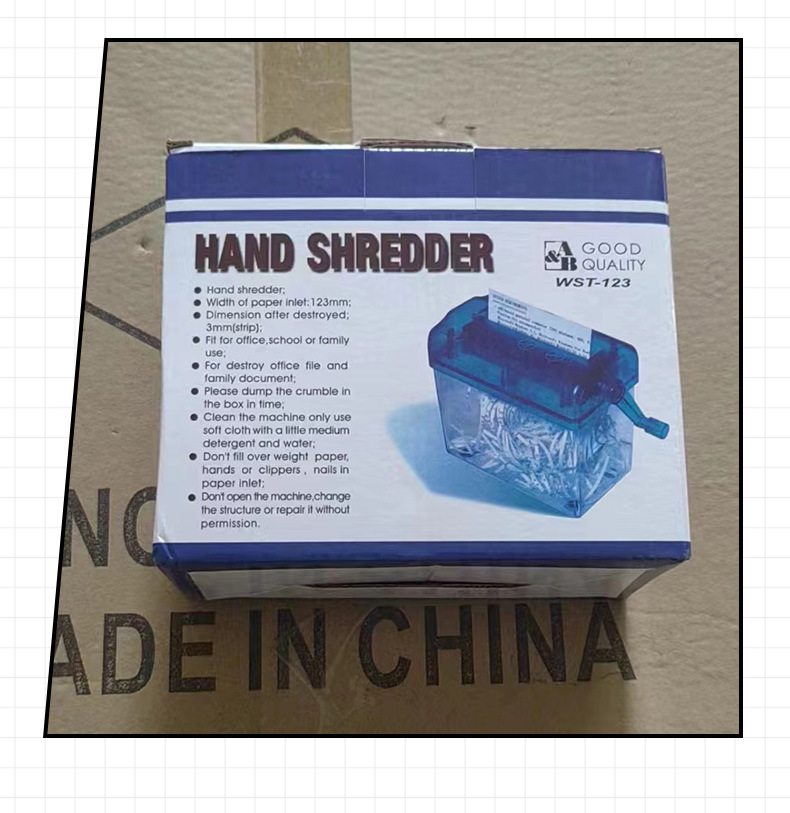 HAND SHREDDER
A&B GOOD QUALITY
WST-123
● Hand shredder;
● Width of paper inlet:123mm;
● Dimension after destroyed;
3mm(strip);
● Fit for office,school or family
use;
● For destroy office file and
family document;
● Please dump the crumble in
the box in time;
● Clean the machine only use
soft cloth with a little medium
detergent and water;
● Don't fill over weight paper,
hands or clippers , nails in
paper inlet;
● Don't open the machine,change
the structure or repair it without
permission.
NO
ADE IN CHINA